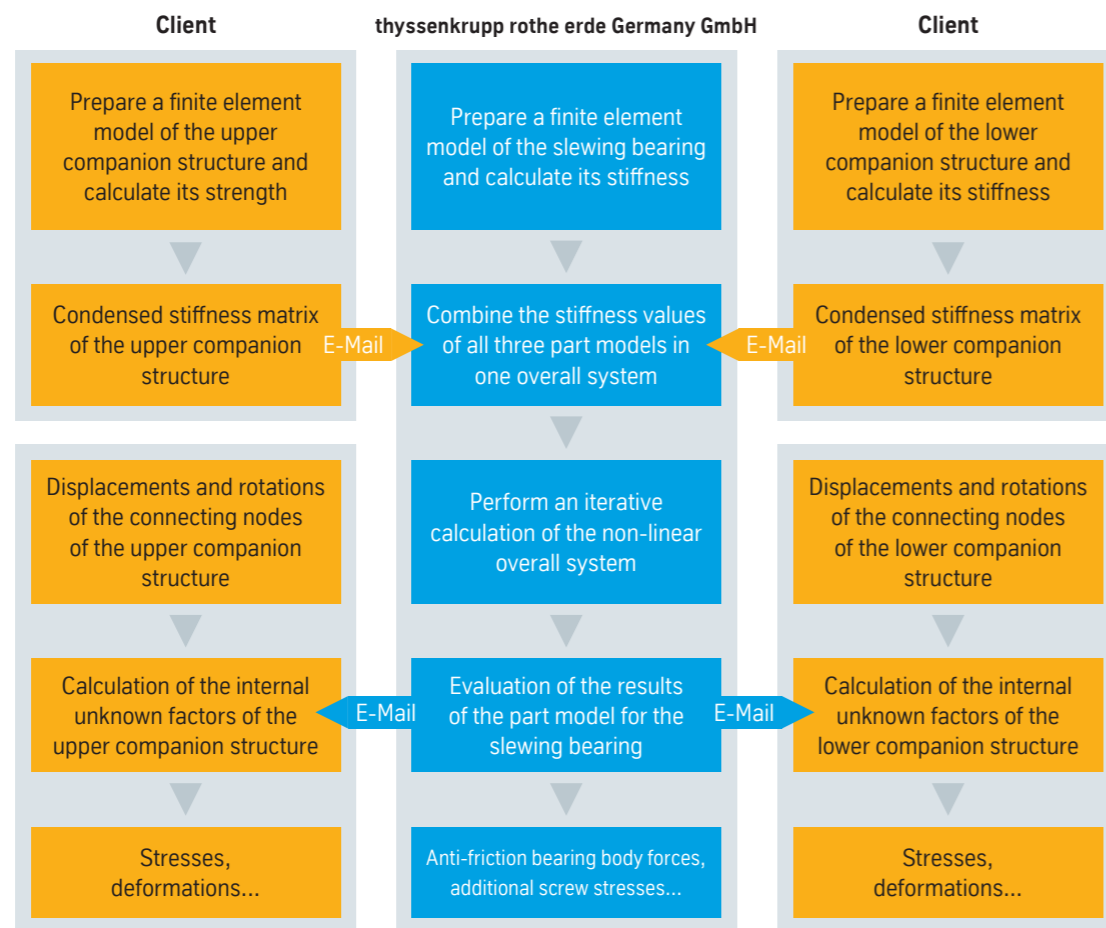 Client
thyssenkrupp rothe erde Germany GmbH
Client
Prepare a finite element
model of the upper
companion structure and
calculate its strength
Prepare a finite element
model of the slewing bearing
and calculate its stiffness
Prepare a finite element
model of the lower
companion structure and
calculate its stiffness
Condensed stiffness matrix
of the upper companion
structure
E-Mail
Combine the stiffness values
of all three part models in
one overall system
E-Mail
Condensed stiffness matrix
of the lower companion
structure
Displacements and rotations
of the connecting nodes
of the upper companion
structure
Perform an iterative
calculation of the non-linear
overall system
Displacements and rotations
of the connecting nodes
of the lower companion
structure
Calculation of the internal
unknown factors of the
upper companion structure
E-Mail
Evaluation of the results
of the part model for the
slewing bearing
E-Mail
Calculation of the internal
unknown factors of the
lower companion structure
Stresses,
deformations...
Anti-friction bearing body forces,
additional screw stresses...
Stresses,
deformations...